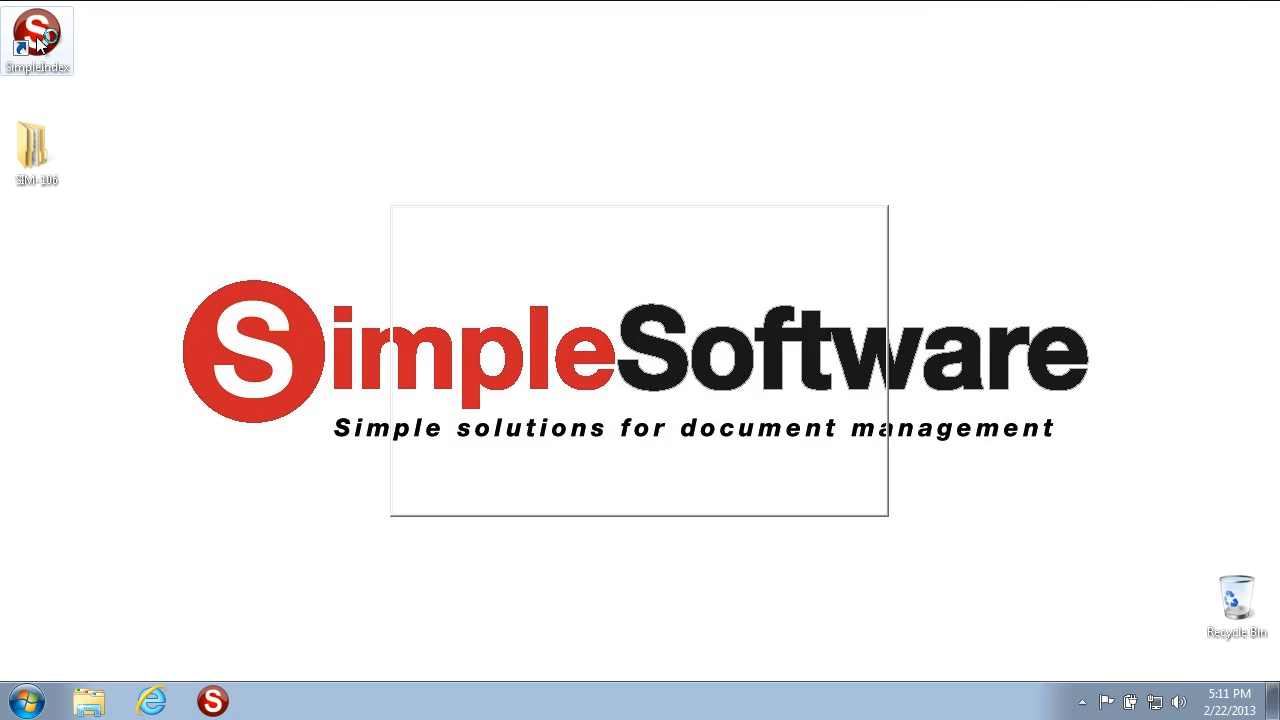 SimpleIndex
SIM-106
SimpleSoftware
Simple solutions for document management
Recycle Bin
5:11 PM
2/22/2013